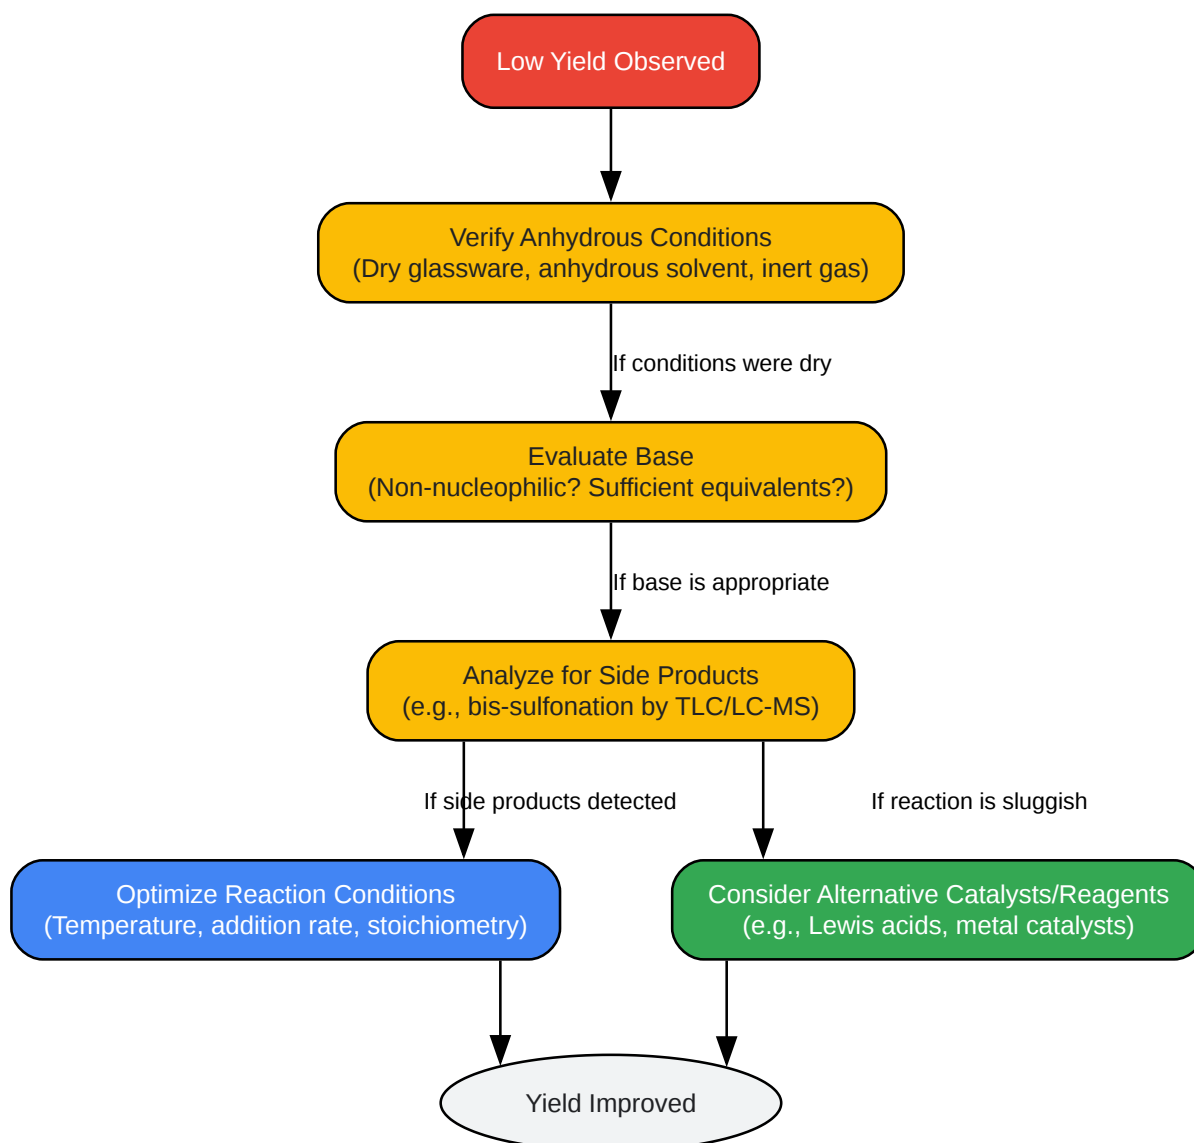 Low Yield Observed
Verify Anhydrous Conditions
(Dry glassware, anhydrous solvent, inert gas)
If conditions were dry
Evaluate Base
(Non-nucleophilic? Sufficient equivalents?)
If base is appropriate
Analyze for Side Products
(e.g., bis-sulfonation by TLC/LC-MS)
If side products detected
If reaction is sluggish
Optimize Reaction Conditions
(Temperature, addition rate, stoichiometry)
Consider Alternative Catalysts/Reagents
(e.g., Lewis acids, metal catalysts)
Yield Improved